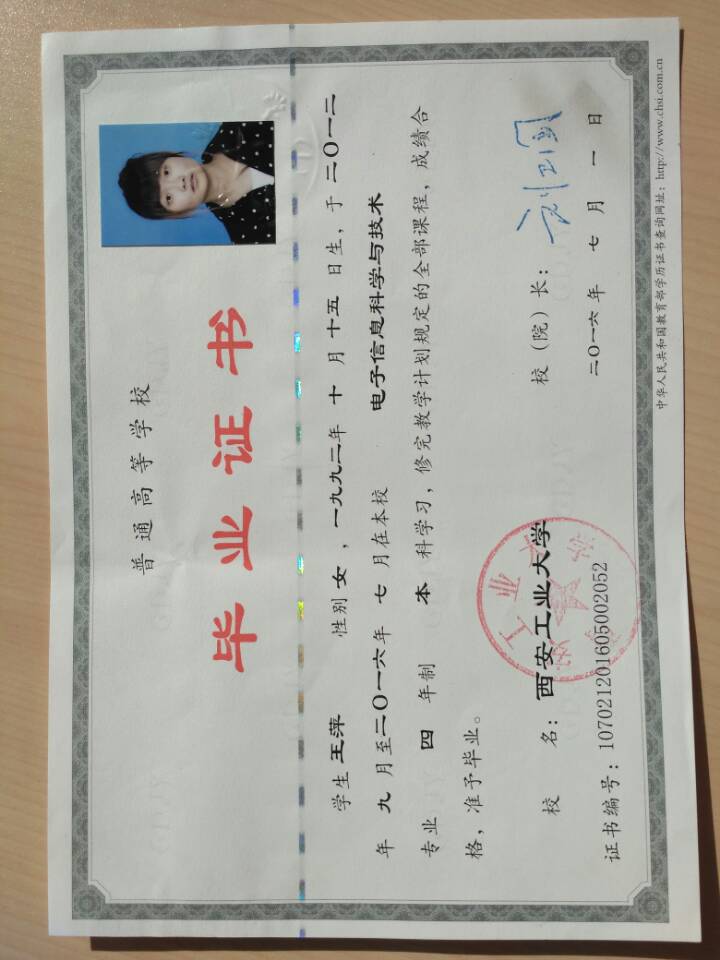 普通高等学校
毕业证书
学生 王萍 性别 女，一九九二年 十 月 十五 日生，于 二〇一二
年 九 月至二〇一六年 七 月在本校 电子信息科学与技术
专业 四 年制 本 科学习，修完教学计划规定的全部课程，成绩合
格，准予毕业。
校 名：西安工业大学 校（院）长：
证书编号：107021201605002052 二〇一六年 七 月 一 日
中华人民共和国教育部学历证书查询网址：http://www.chsi.com.cn